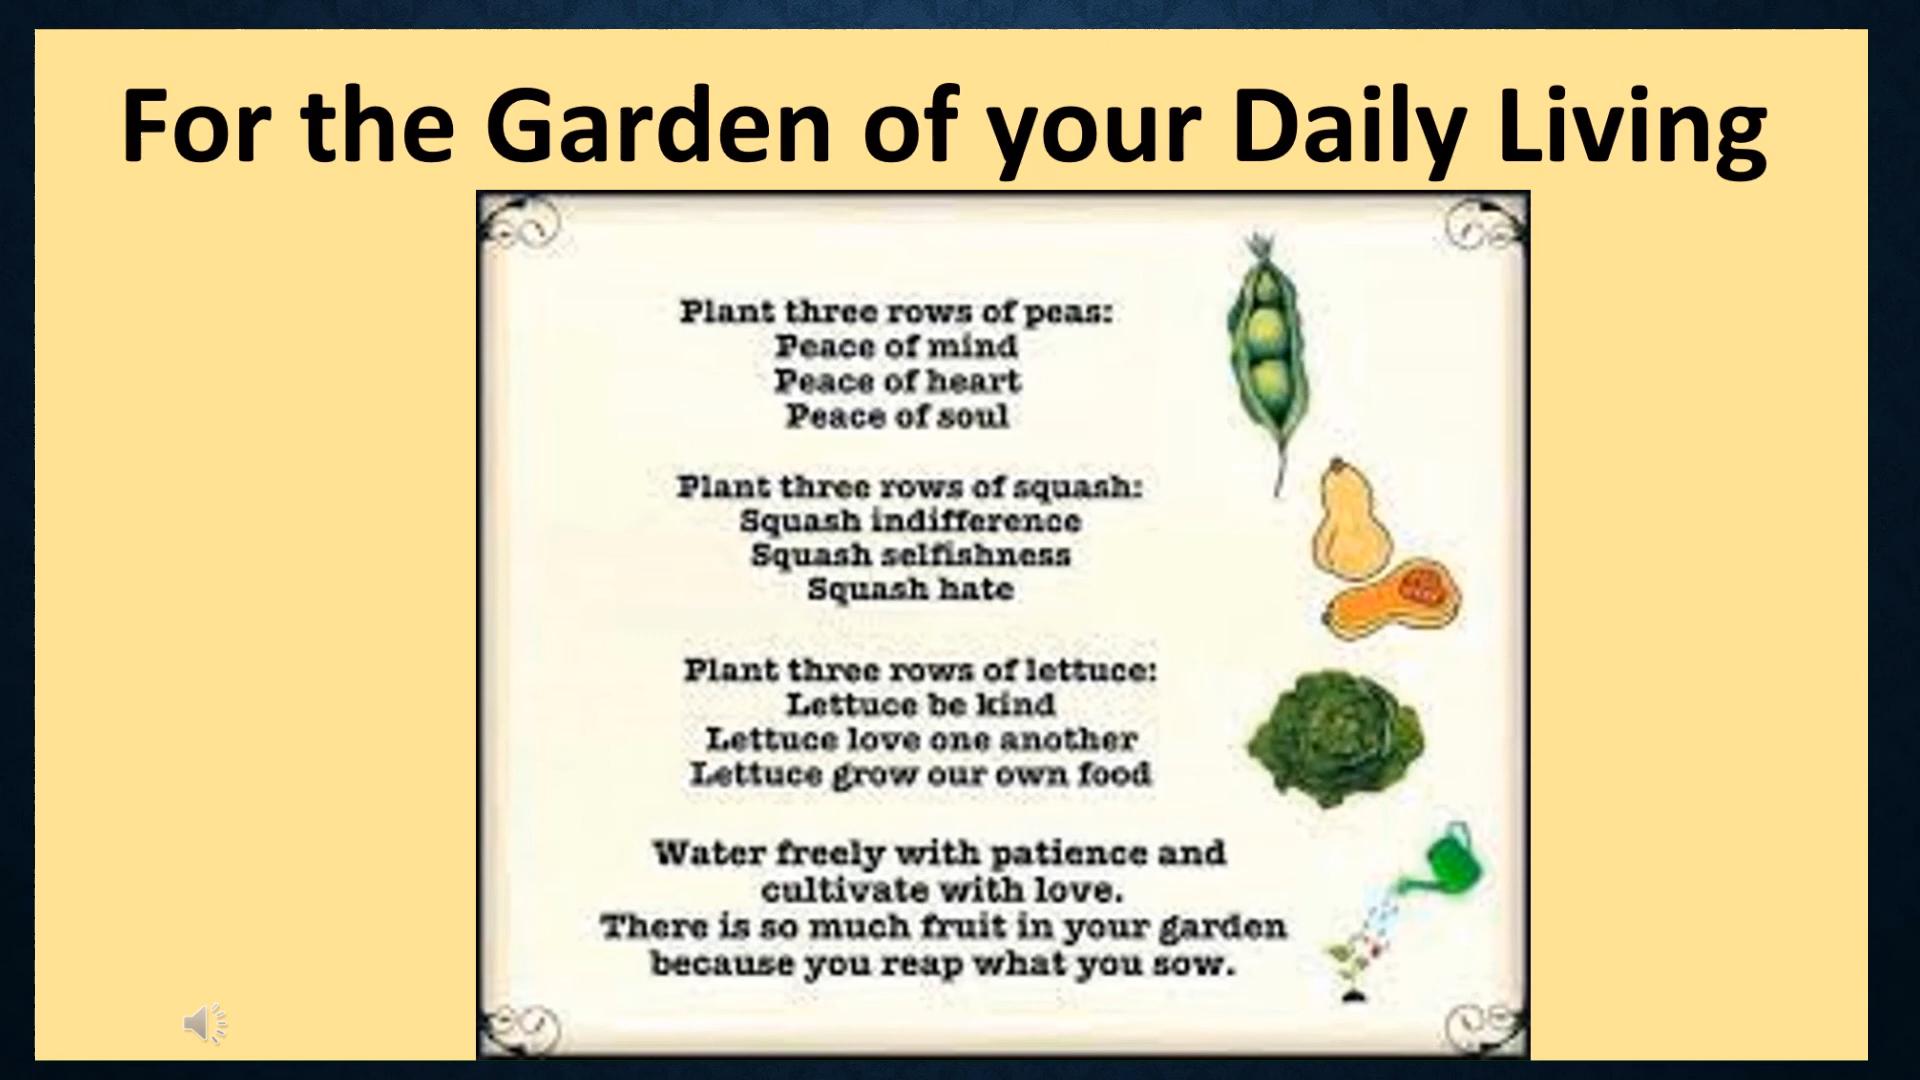 For the Garden of your Daily Living
Plant three rows of peas:
Peace of mind
Peace of heart
Peace of soul
Plant three rows of squash:
Squash indifference
Squash selfishness
Squash hate
Plant three rows of lettuce:
Lettuce be kind
Lettuce love one another
Lettuce grow our own food
Water freely with patience and
cultivate with love.
There is so much fruit in your garden
because you reap what you sow.